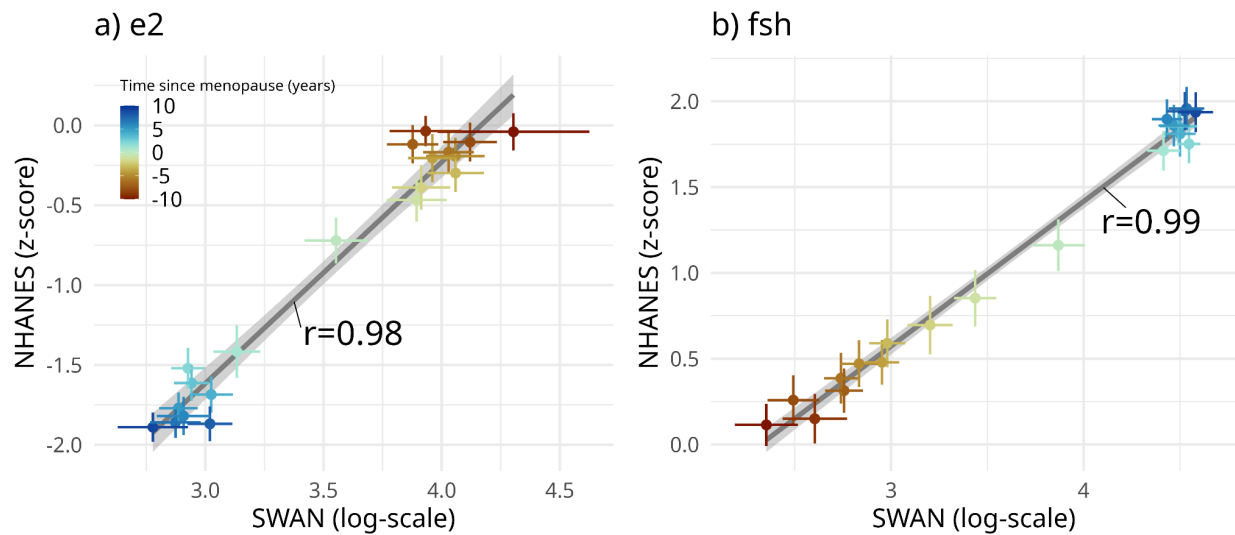 a) e2
Time since menopause (years)
10
5
0
-5
-10
0.0
-0.5
-1.0
-1.5
-2.0
NHANES (z-score)
r=0.98
3.0 3.5 4.0 4.5
SWAN (log-scale)
b) fsh
2.0
1.5
1.0
0.5
0.0
NHANES (z-score)
r=0.99
3 4
SWAN (log-scale)